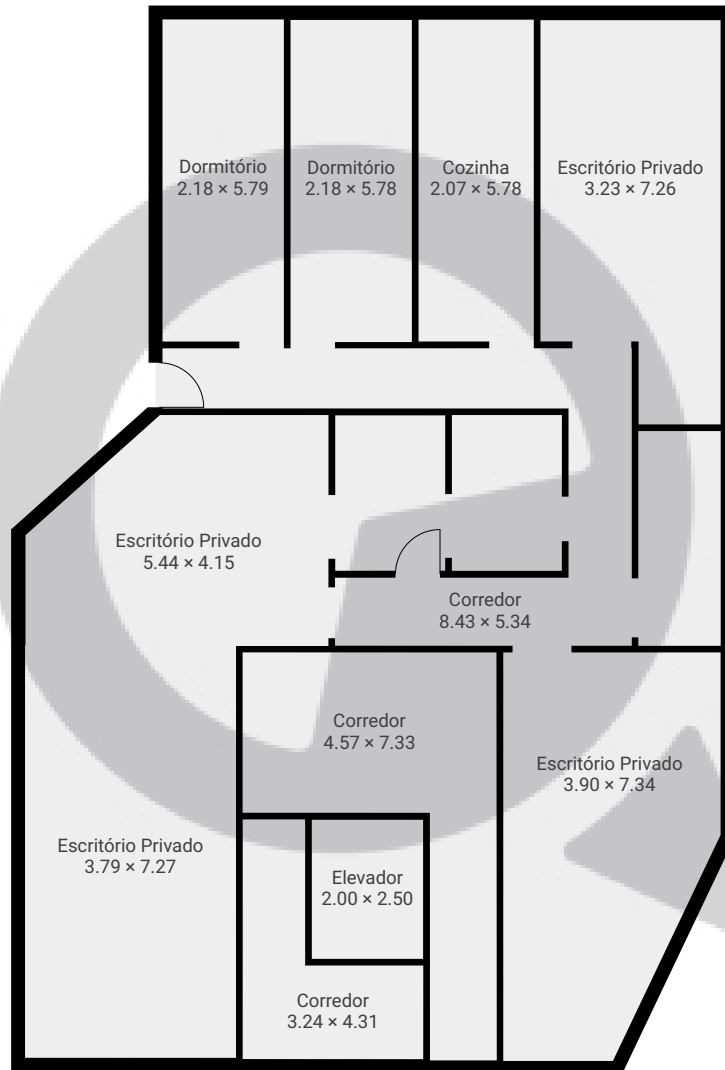 Dormitório
2.18 × 5.79
Dormitório
2.18 × 5.78
Cozinha
2.07 × 5.78
Escritório Privado
3.23 × 7.26
Escritório Privado
5.44 × 4.15
Corredor
8.43 × 5.34
Corredor
4.57 × 7.33
Escritório Privado
3.90 × 7.34
Escritório Privado
3.79 × 7.27
Elevador
2.00 × 2.50
Corredor
3.24 × 4.31